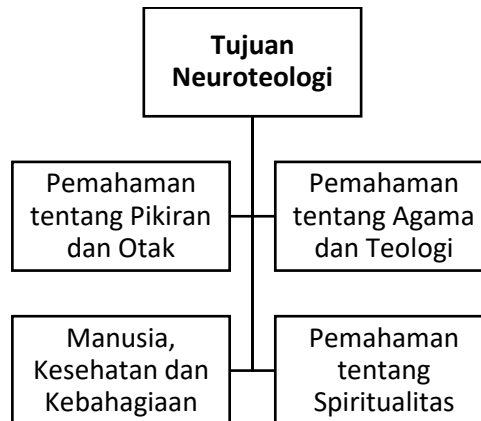 Tujuan
Neuroteologi
Pemahaman
tentang Pikiran
dan Otak
Pemahaman
tentang Agama
dan Teologi
Manusia,
Kesehatan dan
Kebahagiaan
Pemahaman
tentang
Spiritualitas